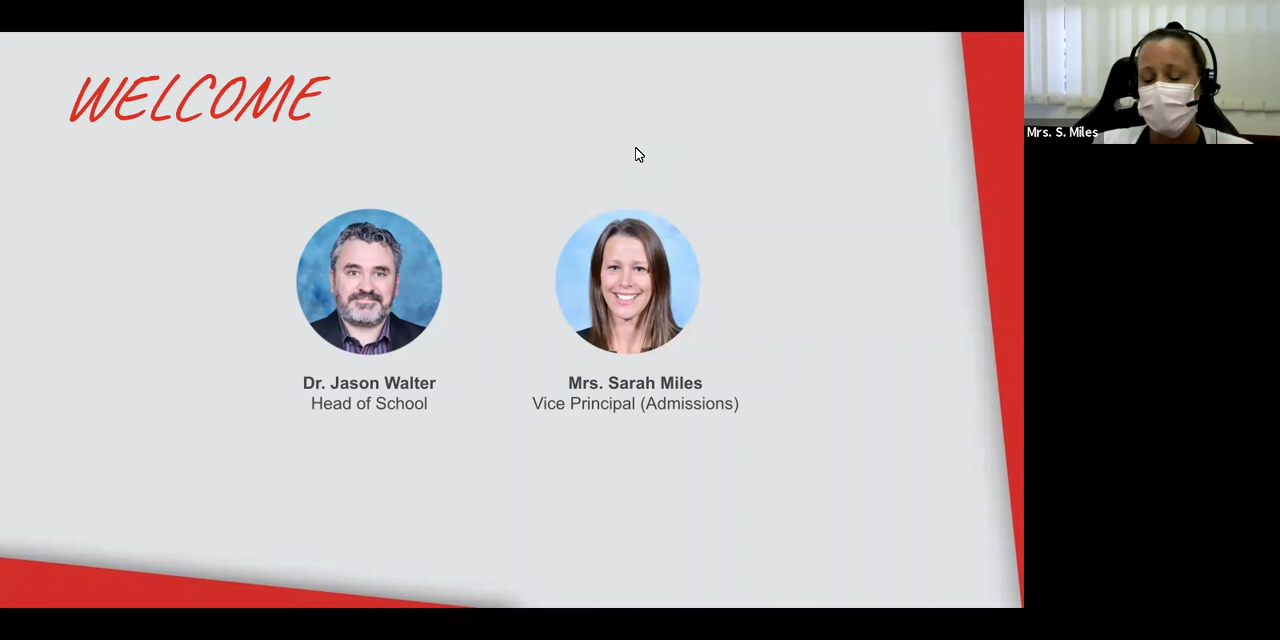 WELCOME
Mrs. S. Miles
Dr. Jason Walter
Head of School
Mrs. Sarah Miles
Vice Principal (Admissions)